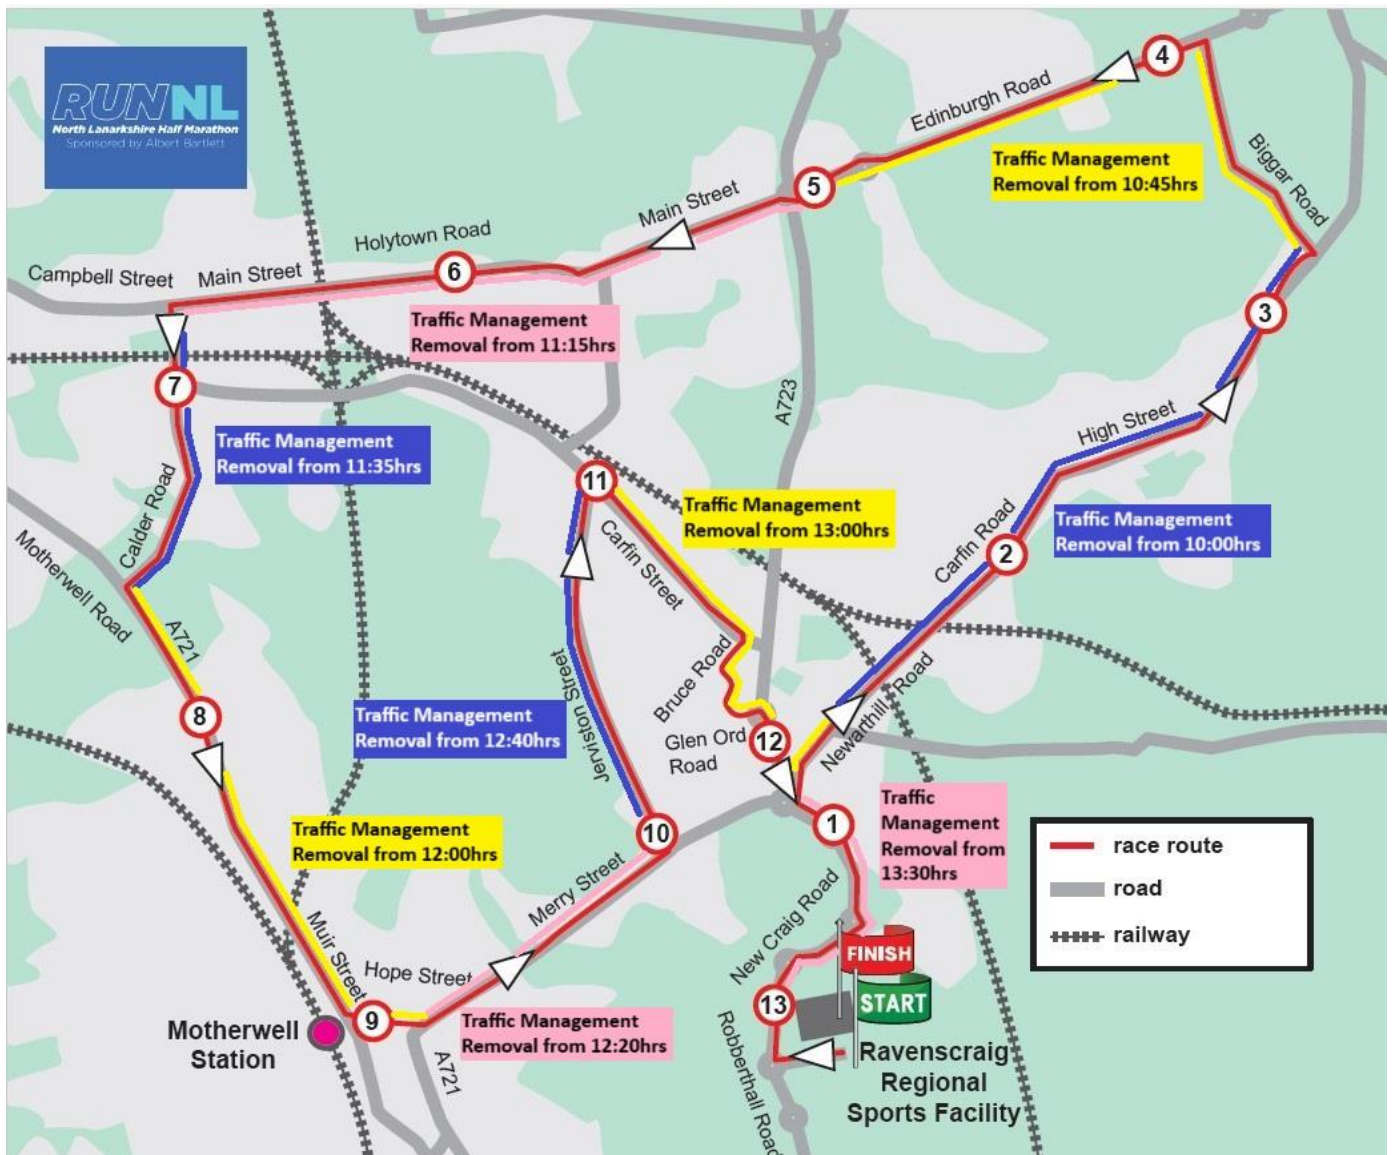 RUNNL
North Lanarkshire Half Marathon
Sponsored by Albert Bartlett
4
Edinburgh Road
Biggar Road
Traffic Management
Removal from 10:45hrs
5
Main Street
Holytown Road
6
Campbell Street
Main Street
Traffic Management
Removal from 11:15hrs
3
7
A723
High Street
Traffic Management
Removal from 11:35hrs
Calder Road
11
Traffic Management
Removal from 13:00hrs
Carfin Road
2
Traffic Management
Removal from 10:00hrs
Motherwell Road
A721
Carfin Street
Bruce Road
Newarthill Road
8
Traffic Management
Removal from 12:40hrs
Jerviston Street
Glen Ord
Road
12
Traffic
Management
Removal from
13:30hrs
1
10
Traffic Management
Removal from 12:00hrs
Merry Street
race route
road
railway
Muir Street
Hope Street
New Craig Road
FINISH
START
13
9
Motherwell
Station
Traffic Management
Removal from 12:20hrs
A721
Robberthall Road
Ravenscraig
Regional
Sports Facility